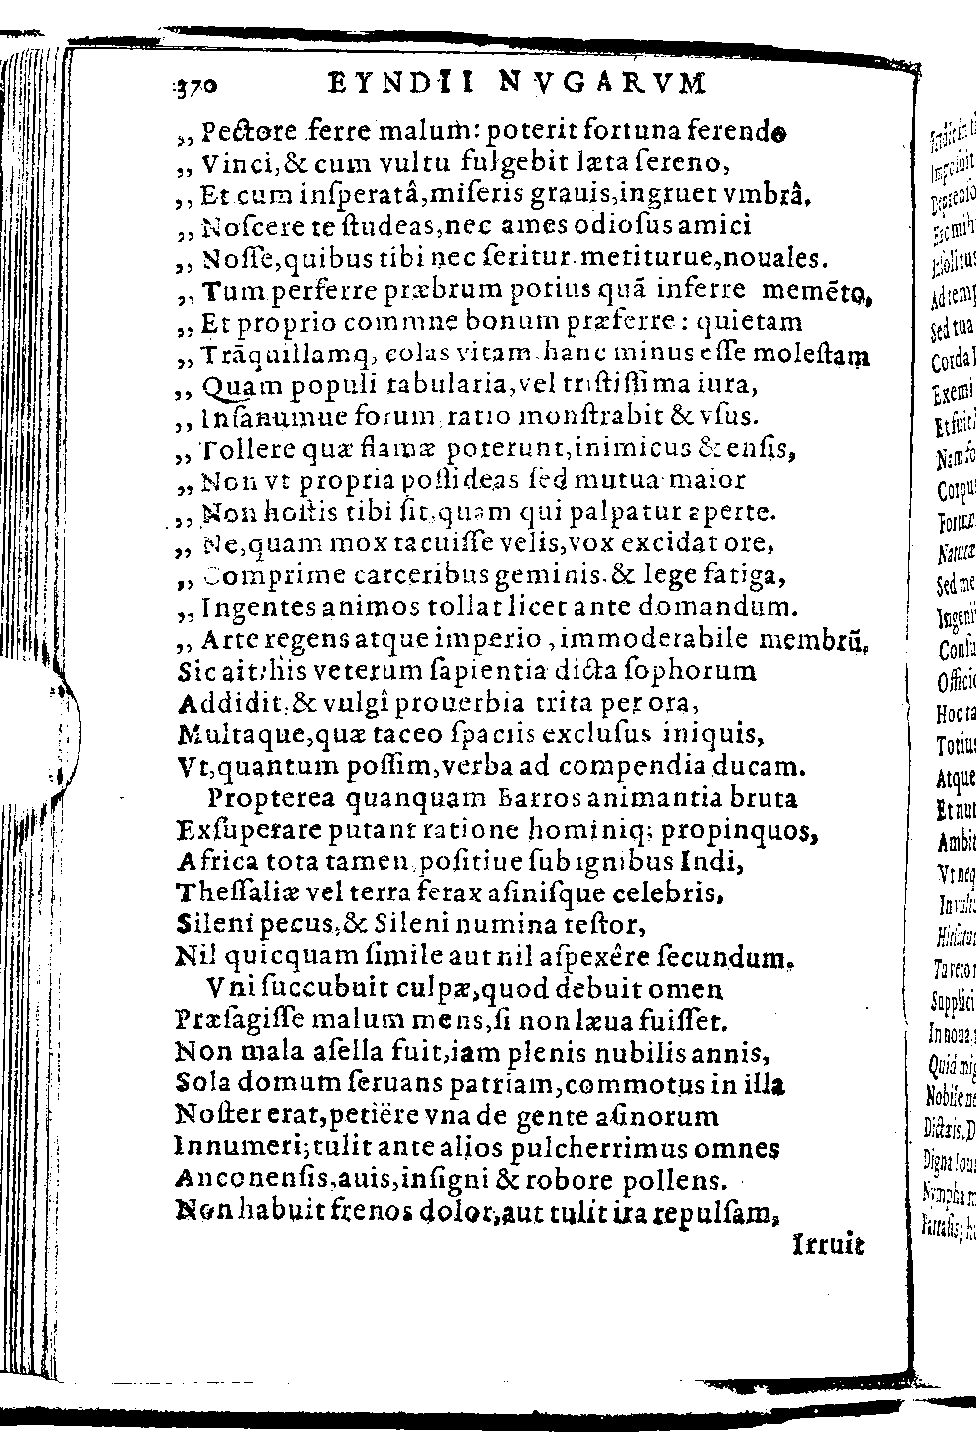 370 EYNDII NVGARVM
„ Pectore ferre malum: poterit fortuna ferendo
„ Vinci,& cum vultu fulgebit læta ſereno,
„ Et cum inſperatâ,miſeris grauis,ingruet vmbrâ.
„ Noſcere te ſtudeas,nec ames odioſus amici
„ Noſſe,quibus tibi nec ſeritur metiturue,nouales.
„ Tum perferre præbrum potius quã inferre memẽto,
„ Et proprio commne bonum præferre: quietam
„ Trãquillamq; colas vitam hanc minus eſſe moleſtam
„ Quam populi tabularia,vel triſtiſſima iura,
„ Inſanumue forum ratio monſtrabit & vſus.
„ Tollere quæ flamæ poterunt,inimicus & enſis,
„ Non vt propria poſſideas ſed mutua maior
„ Non hoſtis tibi ſit,quam qui palpatur aperte.
„ Ne,quam mox tacuiſſe velis,vox excidat ore,
„ Comprime carceribus geminis & lege fatiga,
„ Ingentes animos tollat licet ante domandum.
„ Arte regens atque imperio, immoderabile membrũ.
Sic ait: his veterum ſapientia dicta ſophorum
Addidit,& vulgî prouerbia trita per ora,
Multaque,quæ taceo ſpaciis excluſus iniquis,
Vt,quantum poſſim,verba ad compendia ducam.
Propterea quanquam Barros animantia bruta
Exſuperare putant ratione hominiq; propinquos,
Africa tota tamen poſitiue ſub ignibus Indi,
Theſſaliæ vel terra ferax aſiniſque celebris,
Sileni pecus,& Sileni numina teſtor,
Nil quicquam ſimile aut nil aſpexêre ſecundum.
Vni ſuccubuit culpæ,quod debuit omen
Præſagiſſe malum mens,ſi non læua fuiſſet.
Non mala aſella fuit,iam plenis nubilis annis,
Sola domum ſeruans patriam,commotus in illa
Noſter erat,petiëre vna de gente aſinorum
Innumeri; tulit ante alios pulcherrimus omnes
Anconenſis,auis,inſigni & robore pollens.
Non habuit frenos dolor,aut tulit ira repulſam,
Irruit